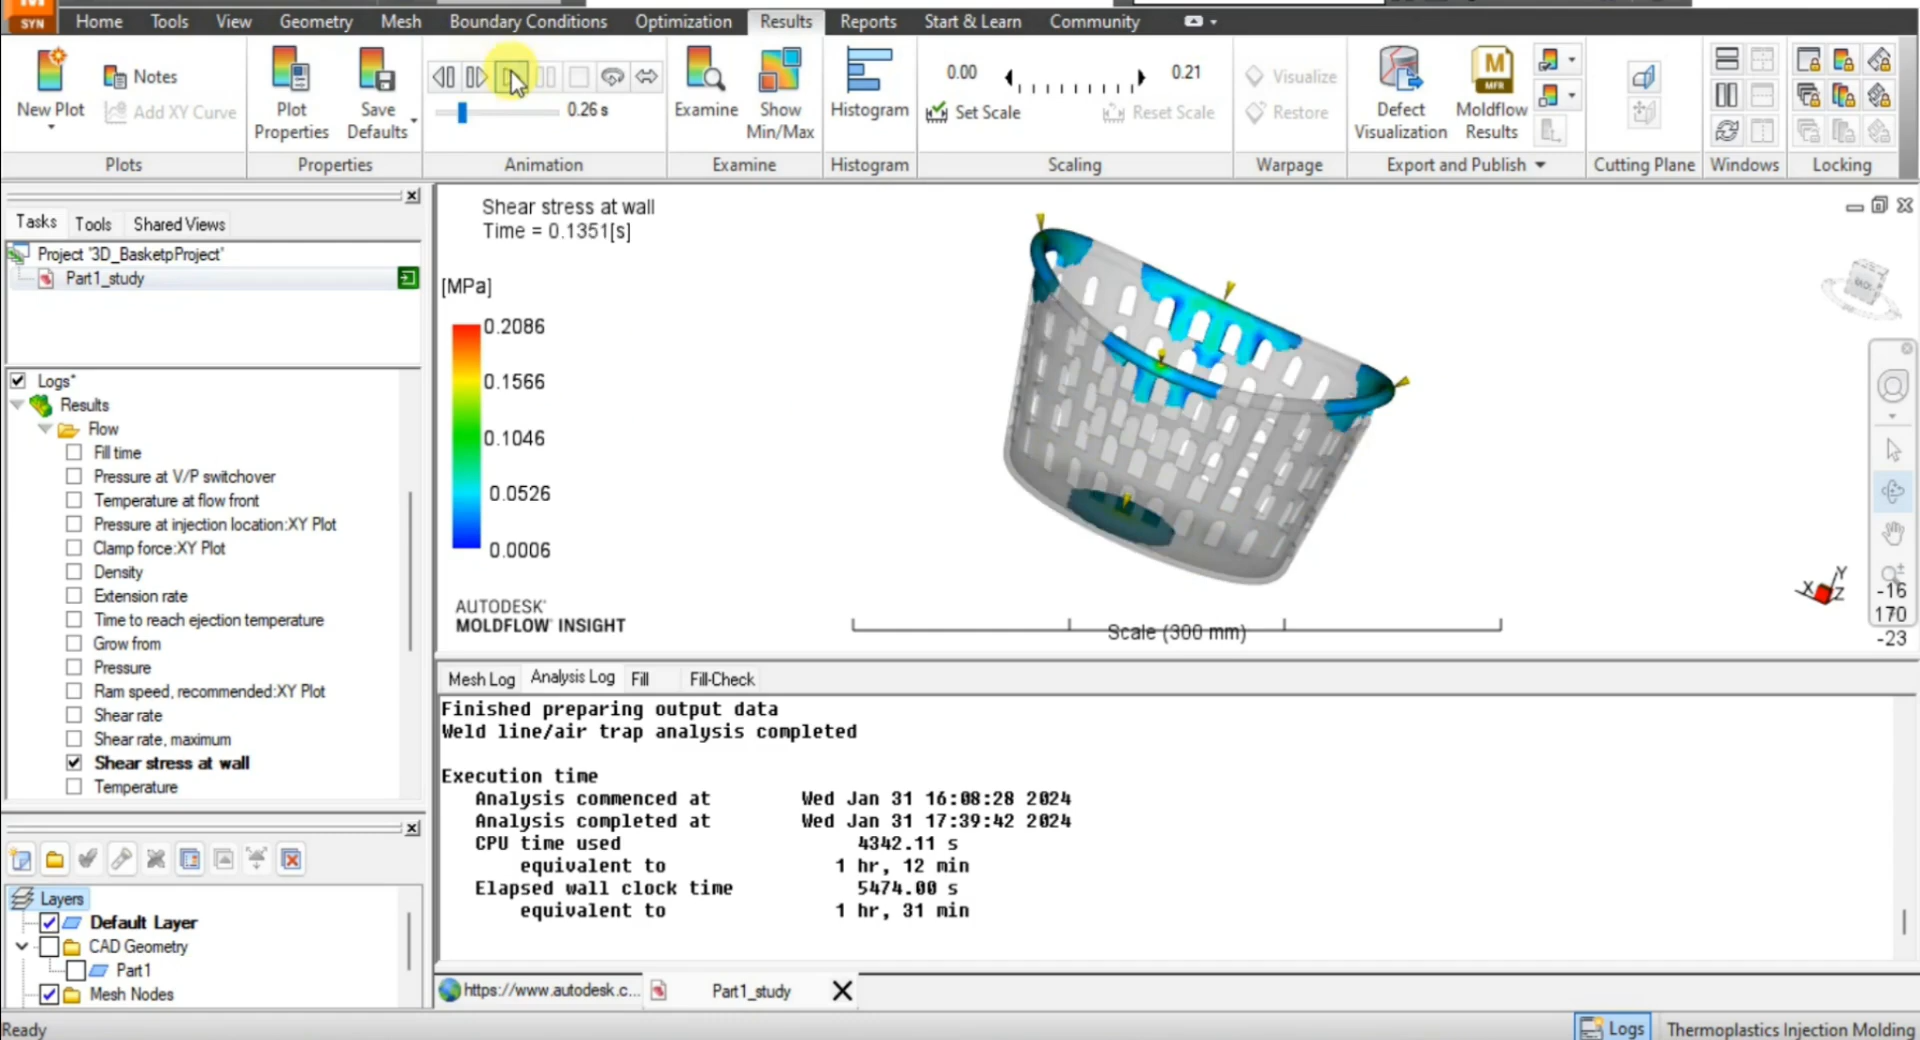 SYN
Home Tools View Geometry Mesh Boundary Conditions Optimization Results Reports Start & Learn Community
New Plot
Notes
Add XY Curve
Plots
Plot Properties
Save Defaults
Properties
0.26 s
Animation
Examine
Show Min/Max
Examine
Histogram
Histogram
0.00 0.21
Set Scale Reset Scale
Scaling
Visualize
Restore
Warpage
Defect Visualization
M
MFR
Moldflow Results
Export and Publish
Cutting Plane
Windows
Locking
Tasks Tools Shared Views
Project '3D_BasketpProject'
Part1_study
Logs*
Results
Flow
Fill time
Pressure at V/P switchover
Temperature at flow front
Pressure at injection location:XY Plot
Clamp force:XY Plot
Density
Extension rate
Time to reach ejection temperature
Grow from
Pressure
Ram speed, recommended:XY Plot
Shear rate
Shear rate, maximum
Shear stress at wall
Temperature
Layers
Default Layer
CAD Geometry
Part1
Mesh Nodes
Shear stress at wall
Time = 0.1351[s]
[MPa]
0.2086
0.1566
0.1046
0.0526
0.0006
AUTODESK'
MOLDFLOW INSIGHT
Scale (300 mm)
Y
X Z
-16
170
-23
Mesh Log Analysis Log Fill Fill-Check
Finished preparing output data
Weld line/air trap analysis completed
Execution time
Analysis commenced at Wed Jan 31 16:08:28 2024
Analysis completed at Wed Jan 31 17:39:42 2024
CPU time used 4342.11 s
equivalent to 1 hr, 12 min
Elapsed wall clock time 5474.00 s
equivalent to 1 hr, 31 min
https://www.autodesk.c... Part1_study
Ready
Logs Thermoplastics Injection Molding